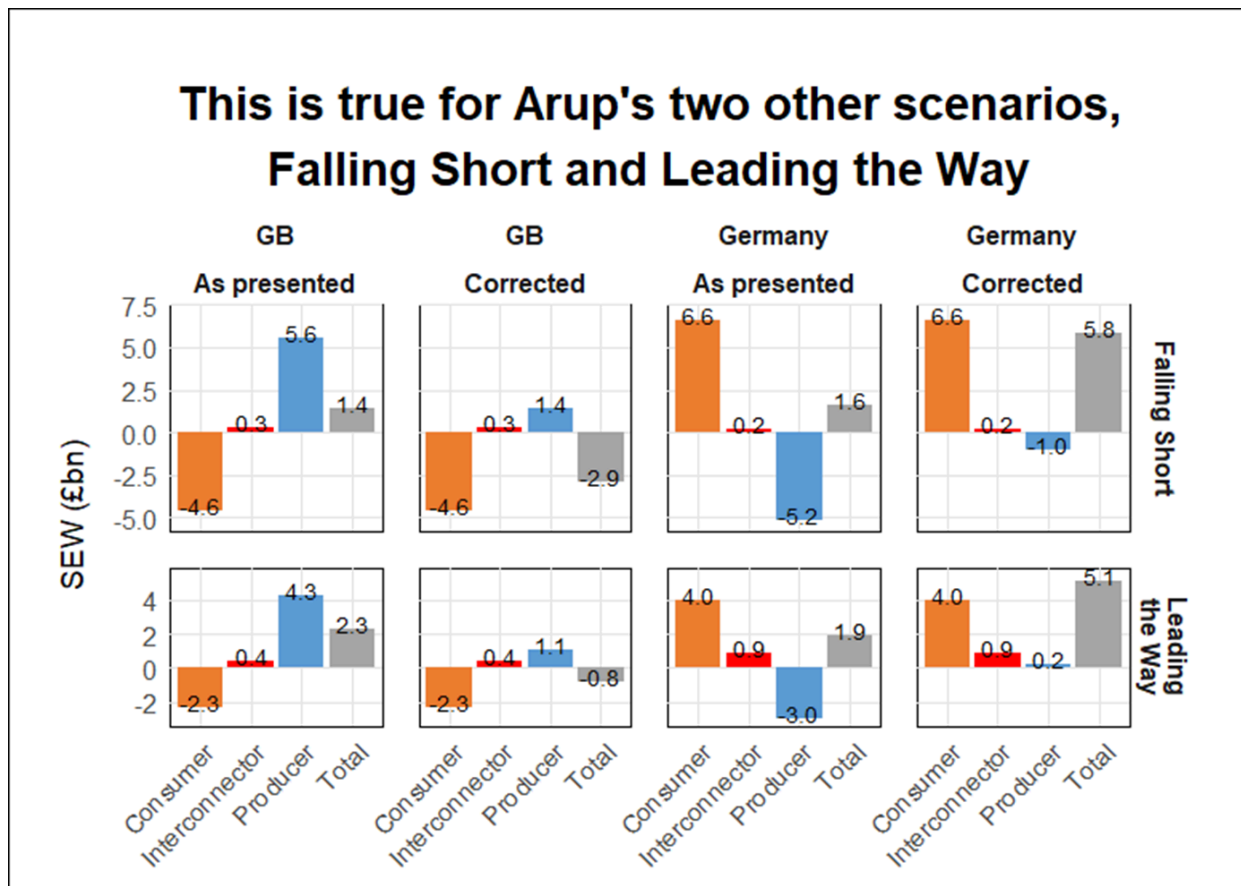 This is true for Arup's two other scenarios,
Falling Short and Leading the Way
GB GB Germany Germany
As presented Corrected As presented Corrected
SEW (£bn)
7.5
5.0
2.5
0.0
-2.5
-5.0
-4.6 0.3 5.6 1.4
-4.6 0.3 1.4 -2.9
6.6 0.2 -5.2 1.6
6.6 0.2 -1.0 5.8
Falling Short
4
2
0
-2
-2.3 0.4 4.3 2.3
-2.3 0.4 1.1 -0.8
4.0 0.9 -3.0 1.9
4.0 0.9 0.2 5.1
Leading
the Way
Consumer Interconnector Producer Total
Consumer Interconnector Producer Total
Consumer Interconnector Producer Total
Consumer Interconnector Producer Total